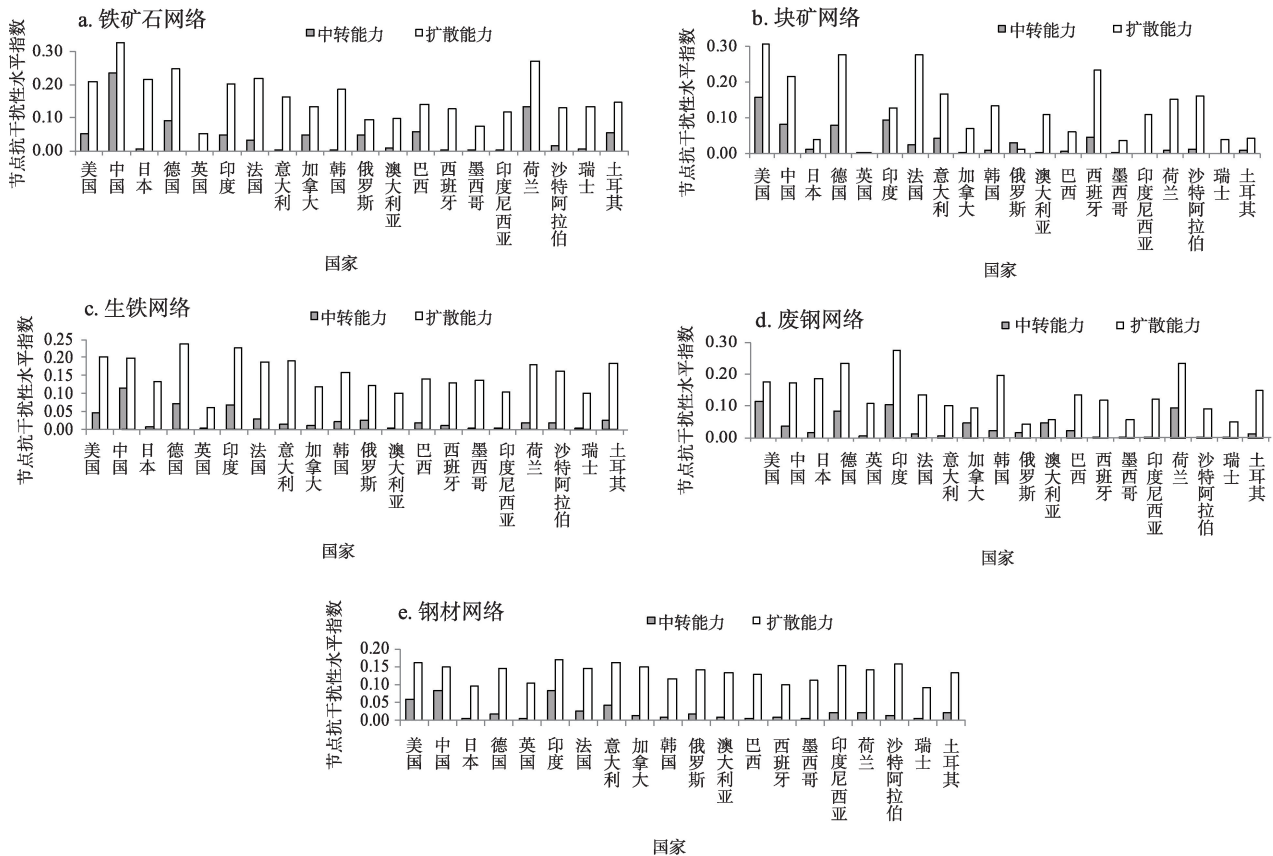 a. 铁矿石网络
中转能力 扩散能力
节点抗干扰性水平指数
0.30
0.20
0.10
0.00
美国 中国 日本 德国 英国 印度 法国 意大利 加拿大 韩国 俄罗斯 澳大利亚 巴西 西班牙 墨西哥 印度尼西亚 荷兰 沙特阿拉伯 瑞士 土耳其
国家
b. 块矿网络
中转能力 扩散能力
节点抗干扰性水平指数
0.30
0.20
0.10
0.00
美国 中国 日本 德国 英国 印度 法国 意大利 加拿大 韩国 俄罗斯 澳大利亚 巴西 西班牙 墨西哥 印度尼西亚 荷兰 沙特阿拉伯 瑞士 土耳其
国家
c. 生铁网络
中转能力 扩散能力
节点抗干扰性水平指数
0.25
0.20
0.15
0.10
0.05
0.00
美国 中国 日本 德国 英国 印度 法国 意大利 加拿大 韩国 俄罗斯 澳大利亚 巴西 西班牙 墨西哥 印度尼西亚 荷兰 沙特阿拉伯 瑞士 土耳其
国家
d. 废钢网络
中转能力 扩散能力
节点抗干扰性水平指数
0.30
0.20
0.10
0.00
美国 中国 日本 德国 英国 印度 法国 意大利 加拿大 韩国 俄罗斯 澳大利亚 巴西 西班牙 墨西哥 印度尼西亚 荷兰 沙特阿拉伯 瑞士 土耳其
国家
e. 钢材网络
中转能力 扩散能力
节点抗干扰性水平指数
0.20
0.15
0.10
0.05
0.00
美国 中国 日本 德国 英国 印度 法国 意大利 加拿大 韩国 俄罗斯 澳大利亚 巴西 西班牙 墨西哥 印度尼西亚 荷兰 沙特阿拉伯 瑞士 土耳其
国家